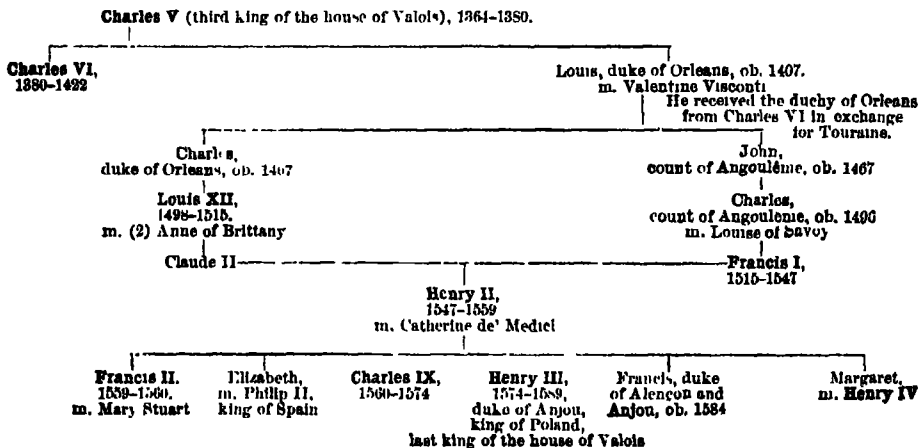 Charles V (third king of the house of Valois), 1364-1380.
Charles VI,
1380-1422
Louis, duke of Orleans, ob. 1407.
m. Valentine Visconti
He received the duchy of Orleans
from Charles VI in exchange
for Touraine.
Charles,
duke of Orleans, ob. 1467
John,
count of Angoulême, ob. 1467
Louis XII,
1498-1515.
m. (2) Anne of Brittany
Charles,
count of Angoulême, ob. 1496
m. Louise of Savoy
Claude II
Francis I,
1515-1547
Henry II,
1547-1559
m. Catherine de' Medici
Francis II.
1559-1560.
m. Mary Stuart
Elizabeth,
m. Philip II,
king of Spain
Charles IX,
1560-1574
Henry III,
1574-1589,
duke of Anjou,
king of Poland,
last king of the house of Valois
Francis, duke
of Alençon and
Anjou, ob. 1584
Margaret,
m. Henry IV